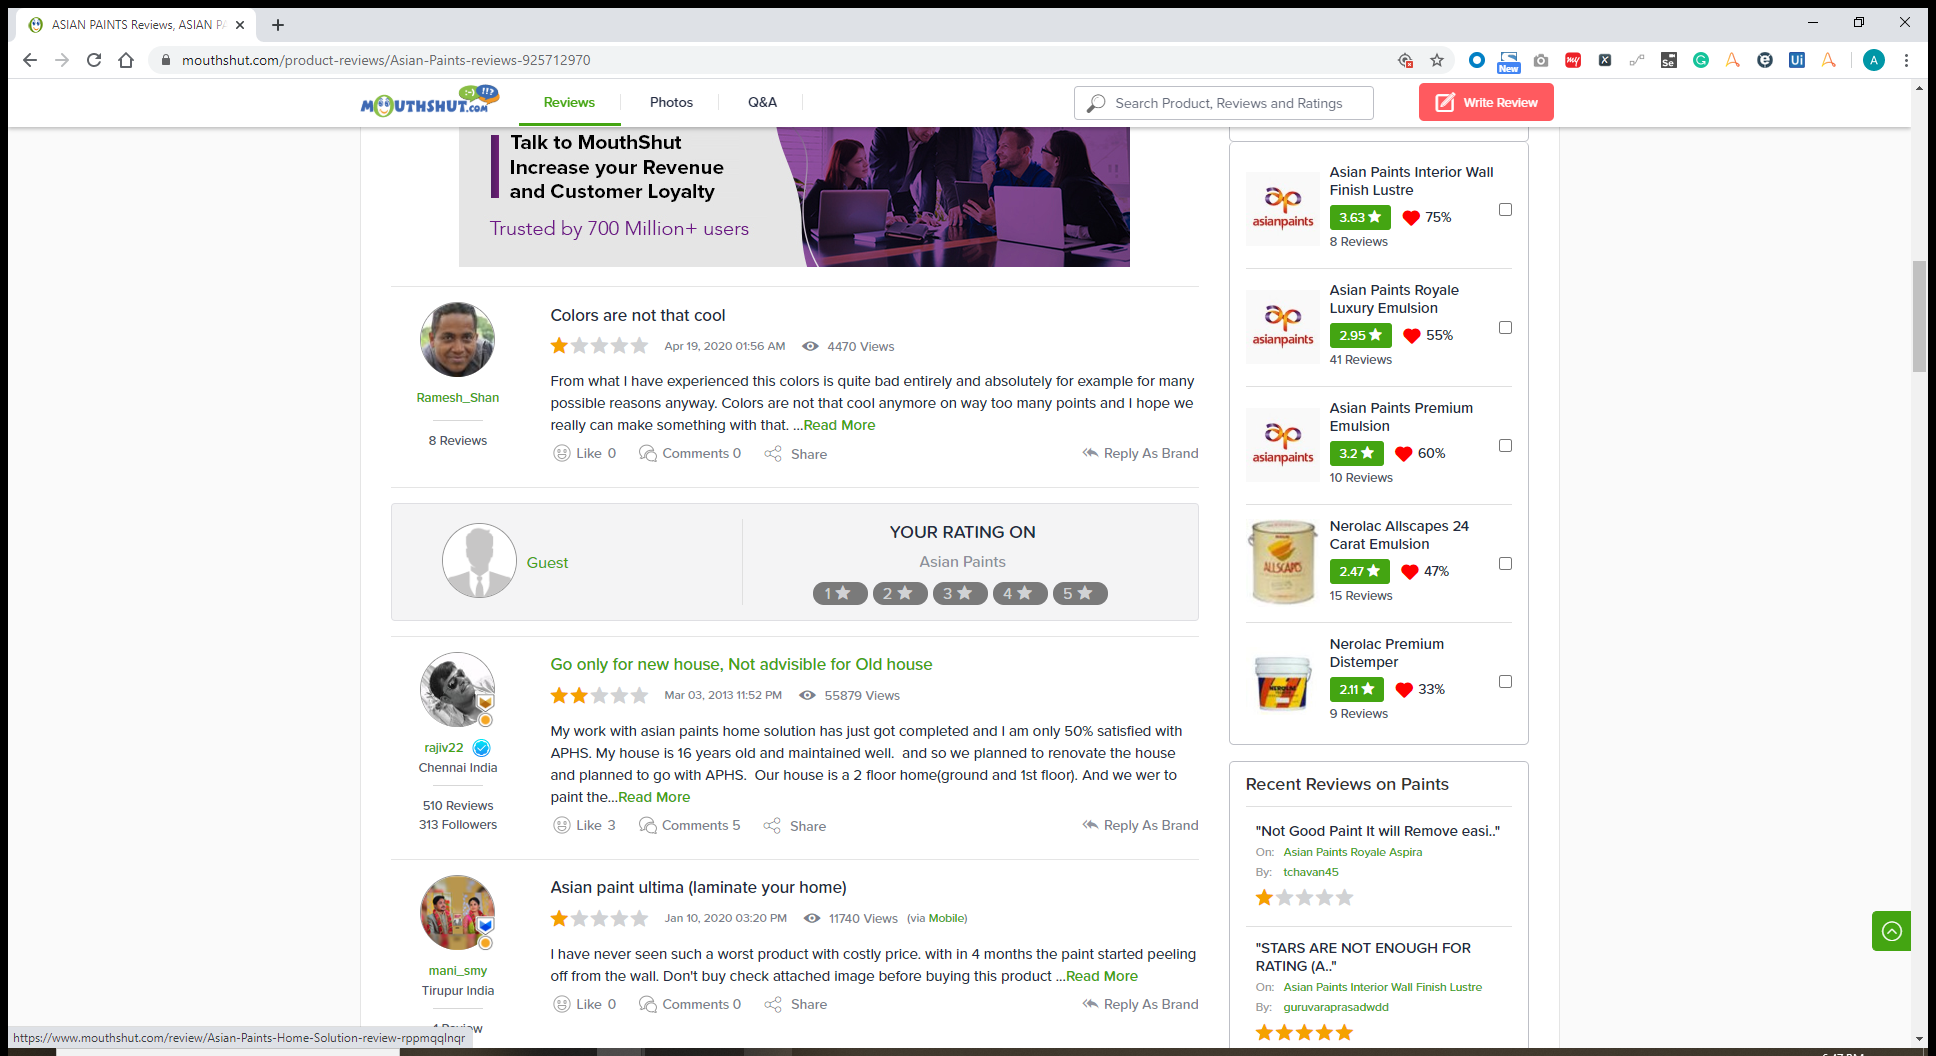 ASIAN PAINTS Reviews, ASIAN PA
mouthshut.com/product-reviews/Asian-Paints-reviews-925712970
New
my
Se
Ui
A
MOUTHSHUT.COM
:-) !!?
Reviews
Photos
Q&A
Search Product, Reviews and Ratings
Write Review
Talk to MouthShut
Increase your Revenue
and Customer Loyalty
Trusted by 700 Million+ users
Colors are not that cool
Apr 19, 2020 01:56 AM
4470 Views
From what I have experienced this colors is quite bad entirely and absolutely for example for many
possible reasons anyway. Colors are not that cool anymore on way too many points and I hope we
really can make something with that. ...Read More
Ramesh_Shan
8 Reviews
Like 0
Comments 0
Share
Reply As Brand
Guest
YOUR RATING ON
Asian Paints
1
2
3
4
5
Go only for new house, Not advisible for Old house
Mar 03, 2013 11:52 PM
55879 Views
My work with asian paints home solution has just got completed and I am only 50% satisfied with
APHS. My house is 16 years old and maintained well.  and so we planned to renovate the house
and planned to go with APHS.  Our house is a 2 floor home(ground and 1st floor). And we wer to
paint the...Read More
rajiv22
Chennai India
510 Reviews
313 Followers
Like 3
Comments 5
Share
Reply As Brand
Asian paint ultima (laminate your home)
Jan 10, 2020 03:20 PM
11740 Views
(via Mobile)
I have never seen such a worst product with costly price. with in 4 months the paint started peeling
off from the wall. Don't buy check attached image before buying this product ...Read More
mani_smy
Tirupur India
1 Review
Like 0
Comments 0
Share
Reply As Brand
asianpaints
Asian Paints Interior Wall
Finish Lustre
3.63
75%
8 Reviews
asianpaints
Asian Paints Royale
Luxury Emulsion
2.95
55%
41 Reviews
asianpaints
Asian Paints Premium
Emulsion
3.2
60%
10 Reviews
Nerolac Allscapes 24
Carat Emulsion
2.47
47%
15 Reviews
Nerolac Premium
Distemper
2.11
33%
9 Reviews
NEROLAC
Recent Reviews on Paints
"Not Good Paint It will Remove easi.."
On: Asian Paints Royale Aspira
By: tchavan45
"STARS ARE NOT ENOUGH FOR
RATING (A.."
On: Asian Paints Interior Wall Finish Lustre
By: guruvaraprasadwdd
https://www.mouthshut.com/review/Asian-Paints-Home-Solution-review-rppmqqlnqr